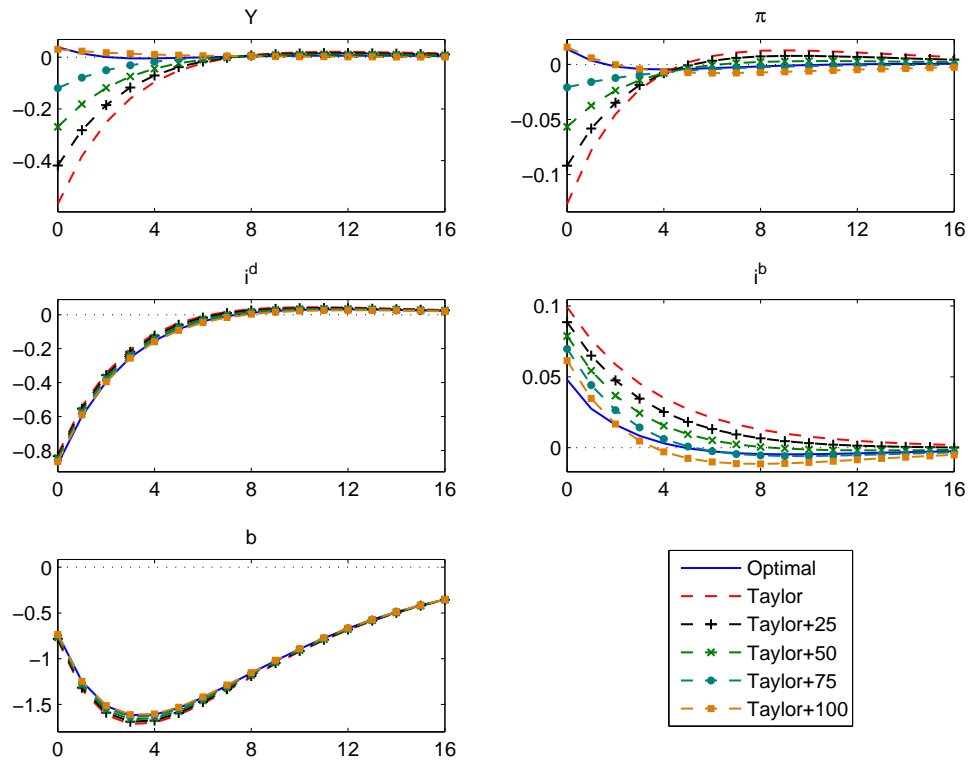 Y
0
−0.2
−0.4
0 4 8 12 16
π
0
−0.05
−0.1
0 4 8 12 16
i^d
0
−0.2
−0.4
−0.6
−0.8
0 4 8 12 16
i^b
0.1
0.05
0
0 4 8 12 16
b
0
−0.5
−1
−1.5
0 4 8 12 16
Optimal
Taylor
Taylor+25
Taylor+50
Taylor+75
Taylor+100